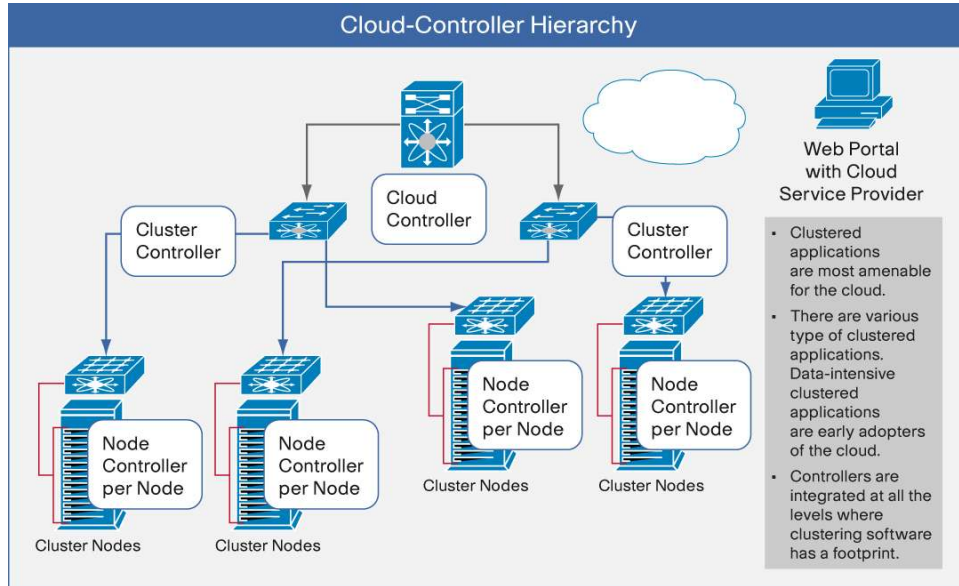 Cloud-Controller Hierarchy
Cloud
Controller
Web Portal
with Cloud
Service Provider
Cluster
Controller
Cluster
Controller
Node
Controller
per Node
Cluster Nodes
Node
Controller
per Node
Cluster Nodes
Node
Controller
per Node
Cluster Nodes
Node
Controller
per Node
Cluster Nodes
▪ Clustered
applications
are most amenable
for the cloud.
▪ There are various
type of clustered
applications.
Data-intensive
clustered
applications
are early adopters
of the cloud.
▪ Controllers are
integrated at all the
levels where
clustering software
has a footprint.